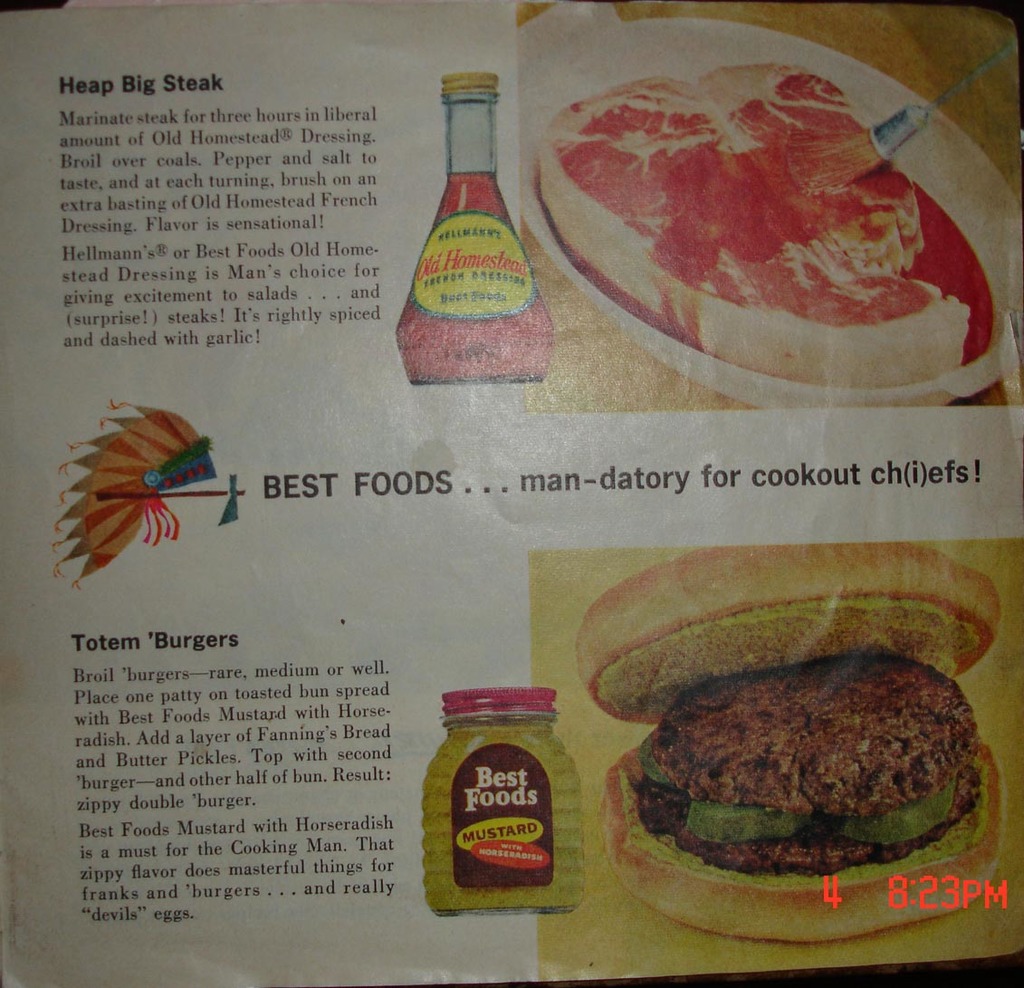 Heap Big Steak
Marinate steak for three hours in liberal
amount of Old Homestead® Dressing.
Broil over coals. Pepper and salt to
taste, and at each turning, brush on an
extra basting of Old Homestead French
Dressing. Flavor is sensational!
Hellmann's® or Best Foods Old Home-
stead Dressing is Man's choice for
giving excitement to salads . . . and
(surprise!) steaks! It's rightly spiced
and dashed with garlic!
HELLMANN'S
Old Homestead
FRENCH DRESSING
Best Foods
BEST FOODS . . . man-datory for cookout ch(i)efs!
Totem 'Burgers
Broil 'burgers—rare, medium or well.
Place one patty on toasted bun spread
with Best Foods Mustard with Horse-
radish. Add a layer of Fanning's Bread
and Butter Pickles. Top with second
'burger—and other half of bun. Result:
zippy double 'burger.
Best Foods Mustard with Horseradish
is a must for the Cooking Man. That
zippy flavor does masterful things for
franks and 'burgers . . . and really
"devils" eggs.
Best
Foods
MUSTARD
WITH
HORSERADISH
4 8:23PM